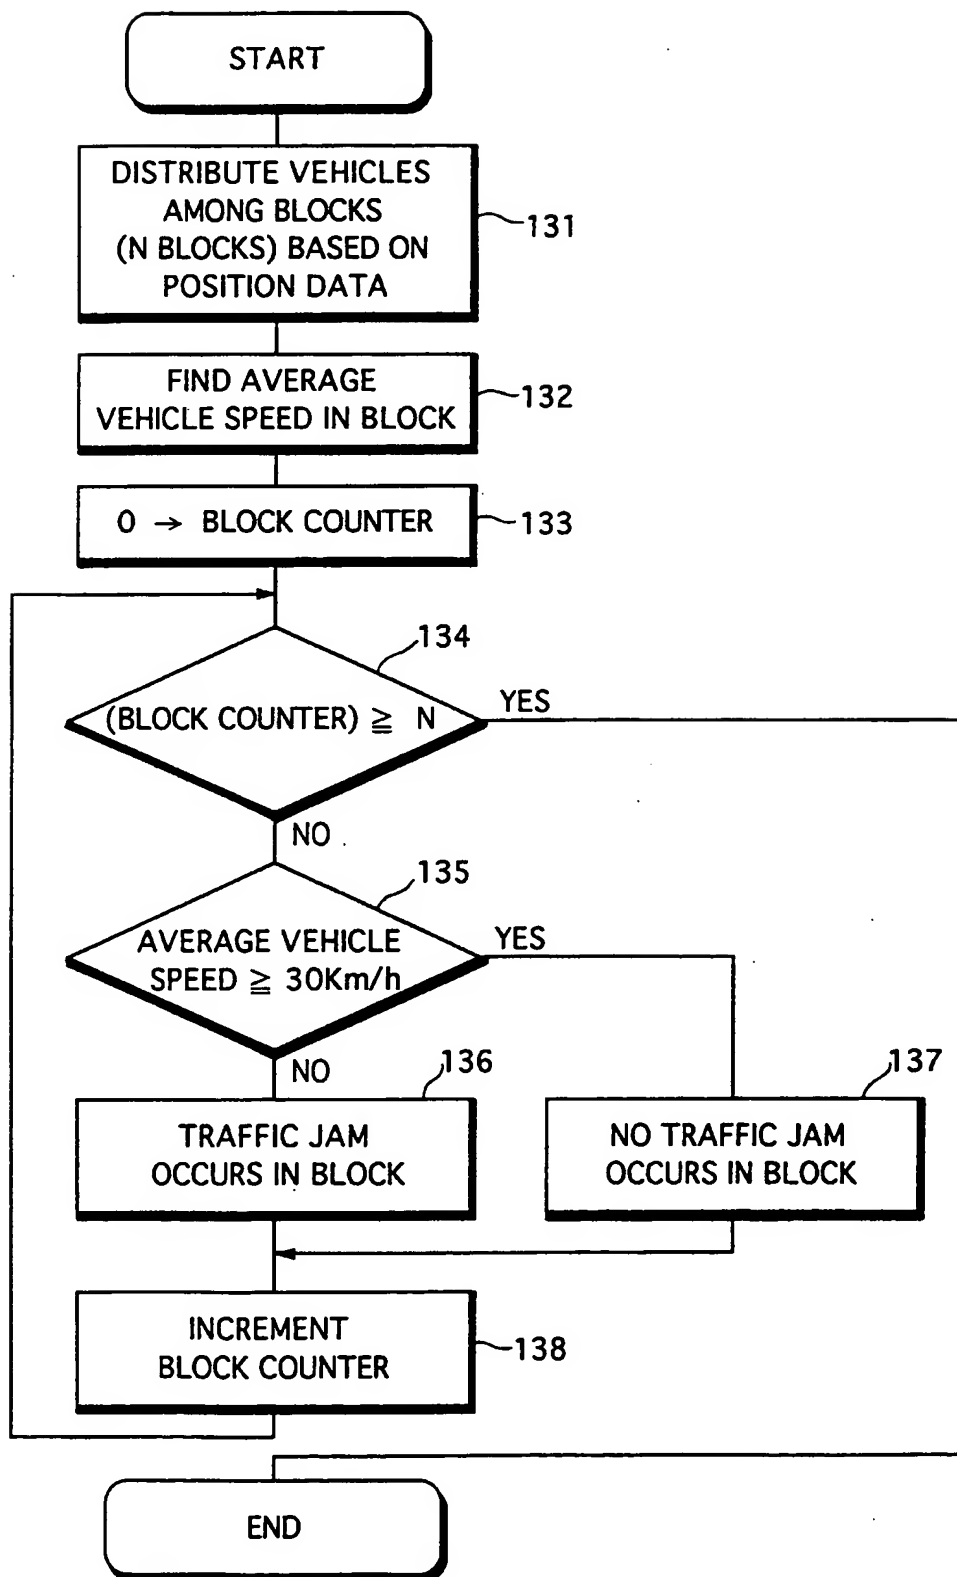 START
DISTRIBUTE VEHICLES
AMONG BLOCKS
(N BLOCKS) BASED ON
POSITION DATA
131
FIND AVERAGE
VEHICLE SPEED IN BLOCK
132
0 → BLOCK COUNTER
133
134
(BLOCK COUNTER) ≧ N
YES
NO
135
AVERAGE VEHICLE
SPEED ≧ 30Km/h
YES
NO
136
TRAFFIC JAM
OCCURS IN BLOCK
137
NO TRAFFIC JAM
OCCURS IN BLOCK
INCREMENT
BLOCK COUNTER
138
END